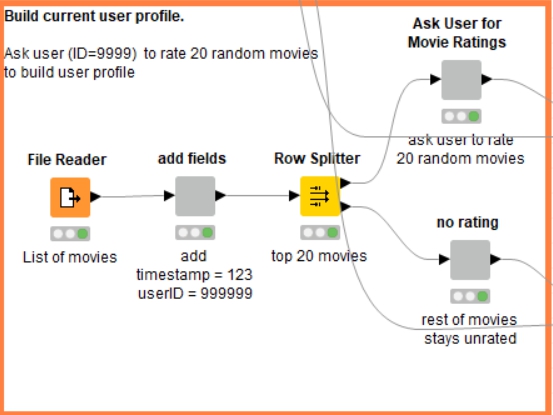 Build current user profile.
Ask user (ID=9999)  to rate 20 random movies
to build user profile
Ask User for
Movie Ratings
ask user to rate
20 random movies
File Reader
List of movies
add fields
add
timestamp = 123
userID = 999999
Row Splitter
top 20 movies
no rating
rest of movies
stays unrated